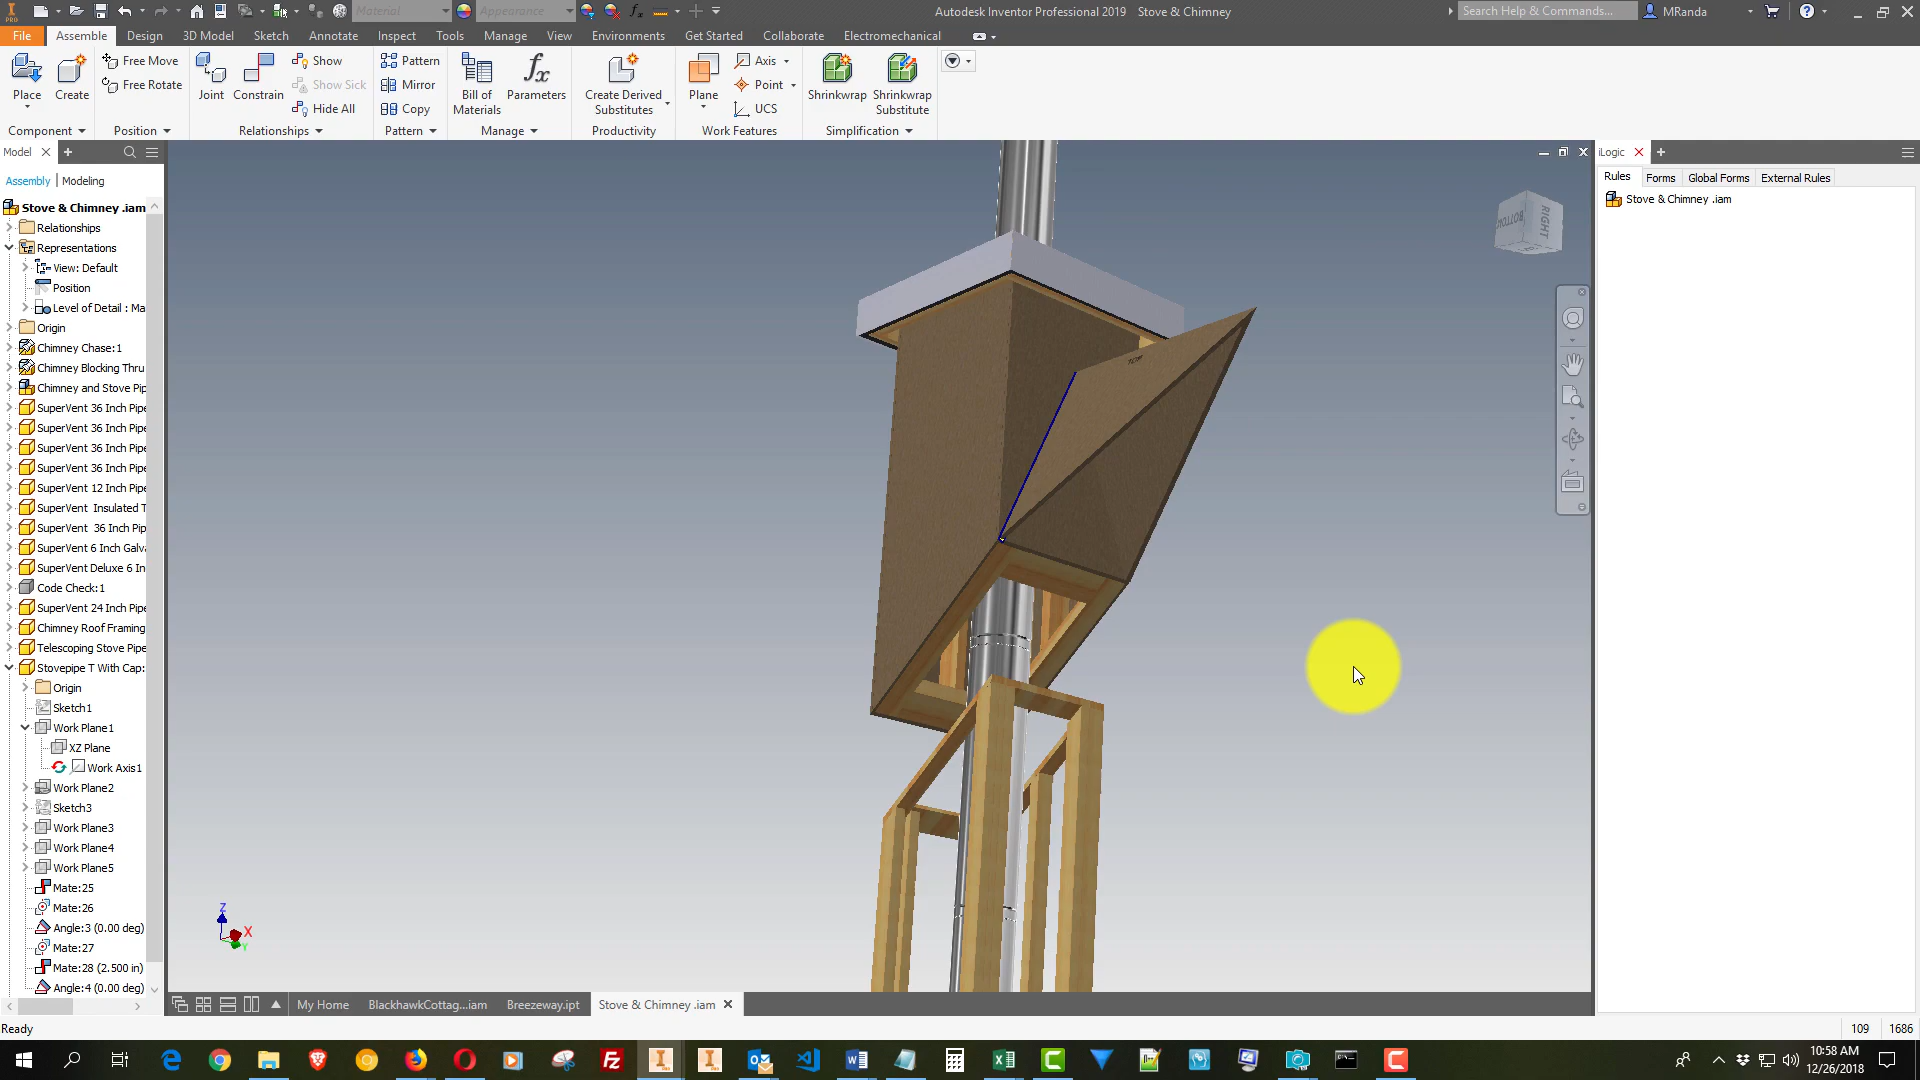 Material
Appearance
Autodesk Inventor Professional 2019 Stove & Chimney
Search Help & Commands...
MRanda
File
Assemble
Design
3D Model
Sketch
Annotate
Inspect
Tools
Manage
View
Environments
Get Started
Collaborate
Electromechanical
Place
Create
Free Move
Free Rotate
Joint
Constrain
Show
Show Sick
Hide All
Pattern
Mirror
Copy
Bill of
Materials
Parameters
Create Derived
Substitutes
Plane
Axis
Point
UCS
Shrinkwrap
Shrinkwrap
Substitute
Component
Position
Relationships
Pattern
Manage
Productivity
Work Features
Simplification
Model
Assembly | Modeling
Stove & Chimney .iam
Relationships
Representations
View: Default
Position
Level of Detail : Ma
Origin
Chimney Chase:1
Chimney Blocking Thru
Chimney and Stove Pip
SuperVent 36 Inch Pipe
SuperVent 36 Inch Pipe
SuperVent 36 Inch Pipe
SuperVent 36 Inch Pipe
SuperVent 12 Inch Pipe
SuperVent Insulated T
SuperVent 36 Inch Pip
SuperVent 6 Inch Galva
SuperVent Deluxe 6 In
Code Check:1
SuperVent 24 Inch Pipe
Chimney Roof Framing
Telescoping Stove Pipe
Stovepipe T With Cap:
Origin
Sketch1
Work Plane1
XZ Plane
Work Axis1
Work Plane2
Sketch3
Work Plane3
Work Plane4
Work Plane5
Mate:25
Mate:26
Angle:3 (0.00 deg)
Mate:27
Mate:28 (2.500 in)
Angle:4 (0.00 deg)
BOTTOM
RIGHT
Z
X
Y
iLogic
Rules
Forms
Global Forms
External Rules
Stove & Chimney .iam
My Home
BlackhawkCottag...iam
Breezeway.ipt
Stove & Chimney .iam
Ready
109
1686
10:58 AM
12/26/2018